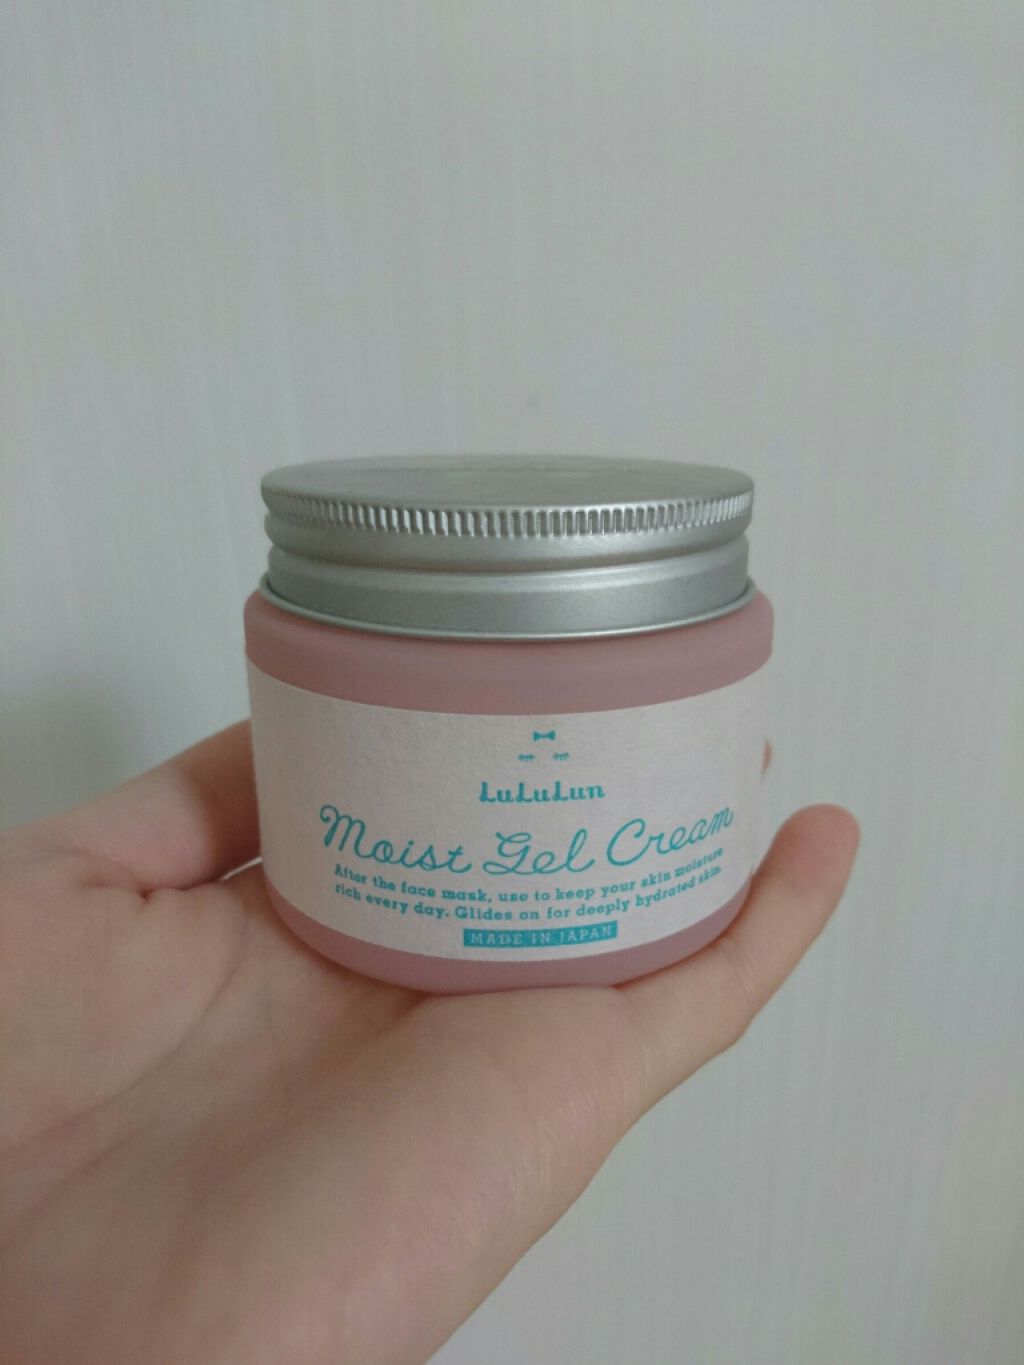 LuLuLun
Moist Gel Cream
After the face mask, use to keep your skin moisture
rich every day. Glides on for deeply hydrated skin.
MADE IN JAPAN